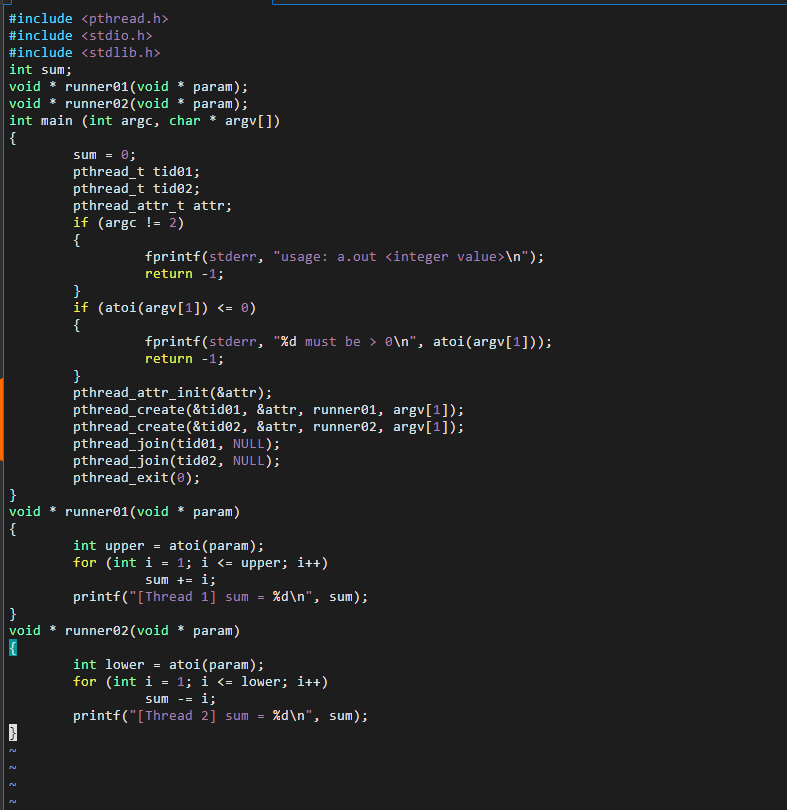 #include <pthread.h>
#include <stdio.h>
#include <stdlib.h>
int sum;
void * runner01(void * param);
void * runner02(void * param);
int main (int argc, char * argv[])
{
        sum = 0;
        pthread_t tid01;
        pthread_t tid02;
        pthread_attr_t attr;
        if (argc != 2)
        {
                 fprintf(stderr, "usage: a.out <integer value>\n");
                 return -1;
        }
        if (atoi(argv[1]) <= 0)
        {
                 fprintf(stderr, "%d must be > 0\n", atoi(argv[1]));
                 return -1;
        }
        pthread_attr_init(&attr);
        pthread_create(&tid01, &attr, runner01, argv[1]);
        pthread_create(&tid02, &attr, runner02, argv[1]);
        pthread_join(tid01, NULL);
        pthread_join(tid02, NULL);
        pthread_exit(0);
}
void * runner01(void * param)
{
        int upper = atoi(param);
        for (int i = 1; i <= upper; i++)
                 sum += i;
        printf("[Thread 1] sum = %d\n", sum);
}
void * runner02(void * param)
{
        int lower = atoi(param);
        for (int i = 1; i <= lower; i++)
                 sum -= i;
        printf("[Thread 2] sum = %d\n", sum);
}
~
~
~
~